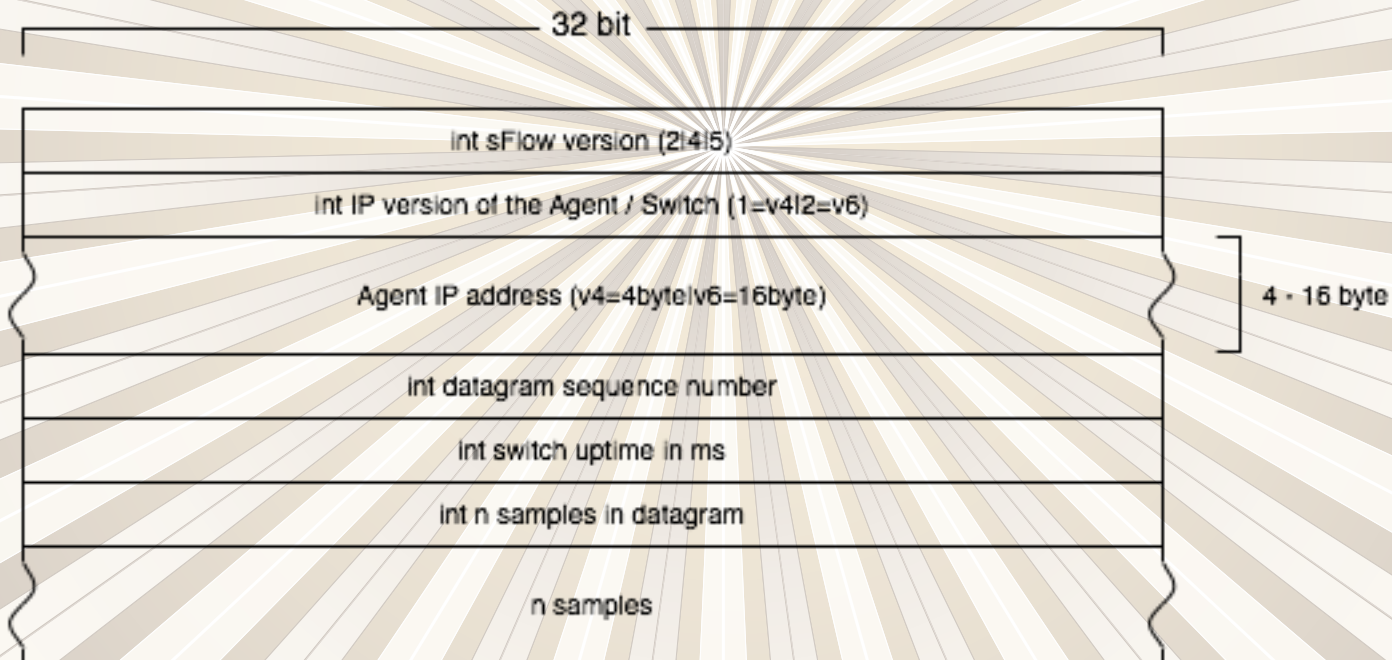 32 bit
int sFlow version (2|4|5)
int IP version of the Agent / Switch (1=v4|2=v6)
Agent IP address (v4=4byte|v6=16byte)
4 - 16 byte
int datagram sequence number
int switch uptime in ms
int n samples in datagram
n samples